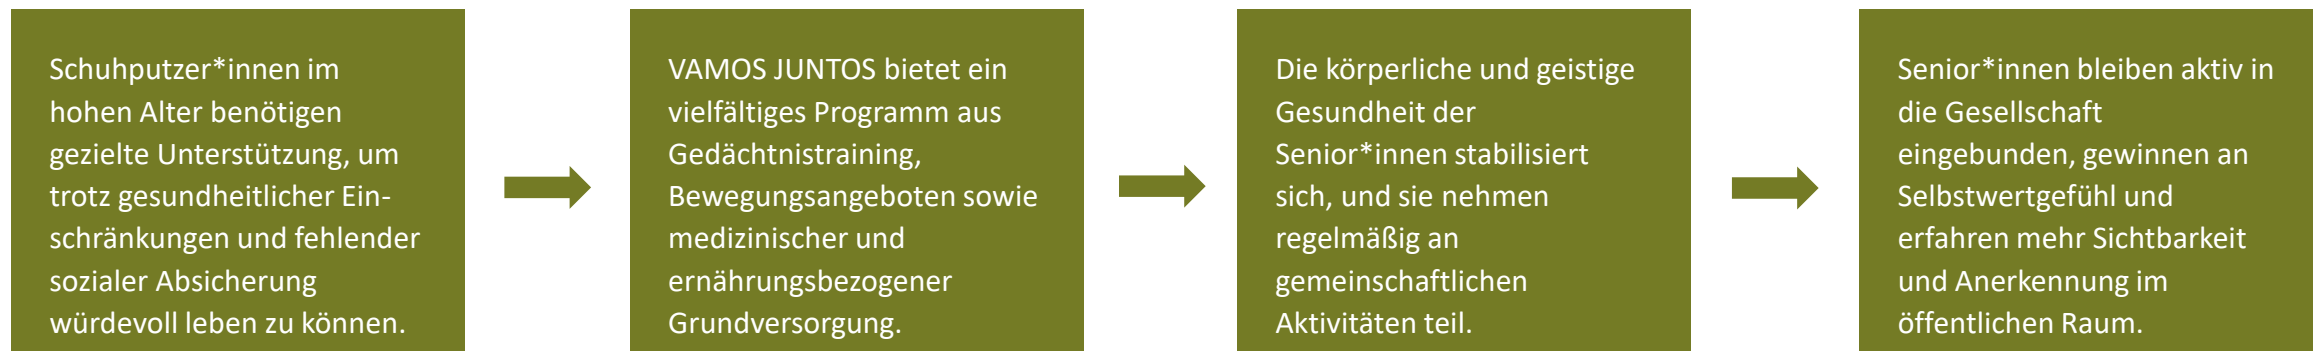 Schuhputzer*innen im
hohen Alter benötigen
gezielte Unterstützung, um
trotz gesundheitlicher Ein-
schränkungen und fehlender
sozialer Absicherung
würdevoll leben zu können.
VAMOS JUNTOS bietet ein
vielfältiges Programm aus
Gedächtnistraining,
Bewegungsangeboten sowie
medizinischer und
ernährungsbezogener
Grundversorgung.
Die körperliche und geistige
Gesundheit der
Senior*innen stabilisiert
sich, und sie nehmen
regelmäßig an
gemeinschaftlichen
Aktivitäten teil.
Senior*innen bleiben aktiv in
die Gesellschaft
eingebunden, gewinnen an
Selbstwertgefühl und
erfahren mehr Sichtbarkeit
und Anerkennung im
öffentlichen Raum.